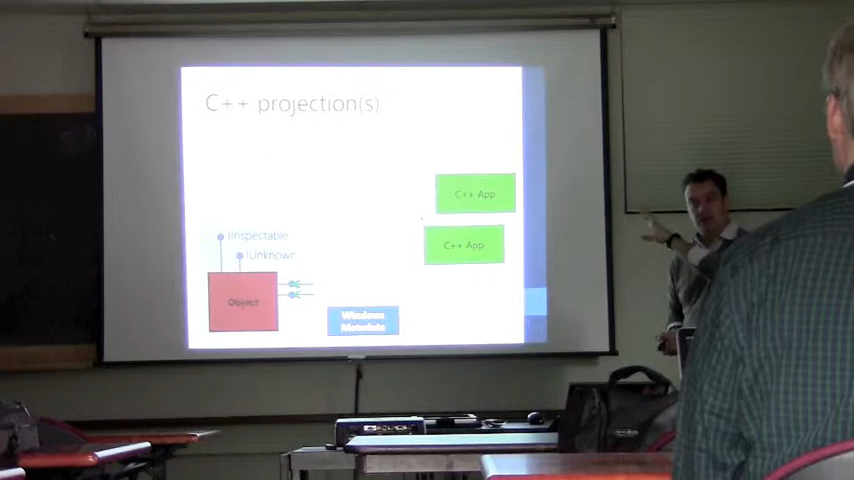 C++ projection(s)
C++ App
IInspectable
C++ App
IUnknown
Object
Windows
Metadata